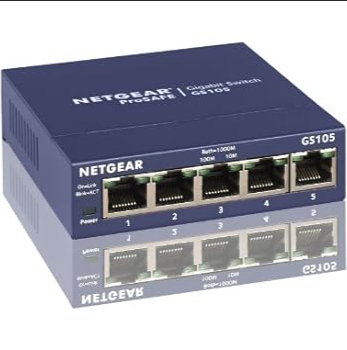 NETGEAR | Gigabit Switch
ProSAFE | GS105
NETGEAR
GS105
Both=1000M
100M 10M
On=Link
Blink=ACT
Power
1 2 3 4 5